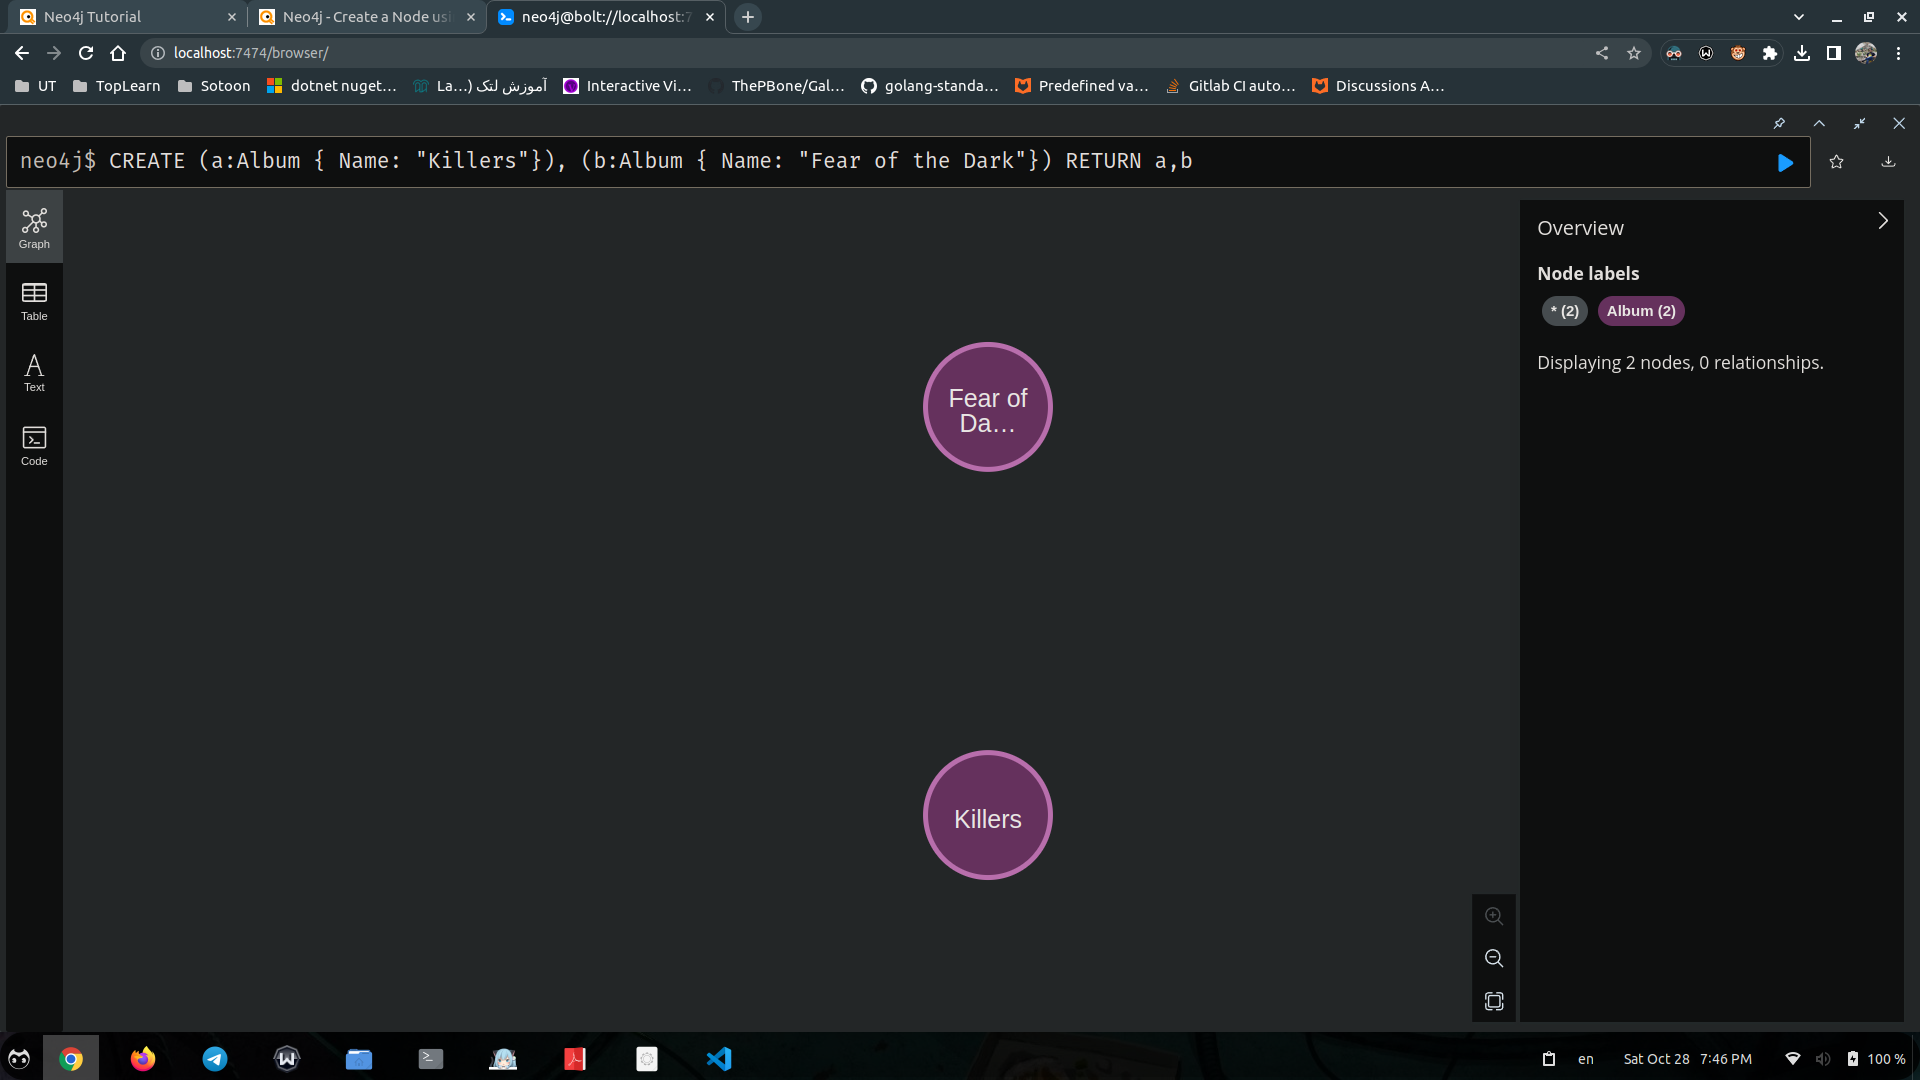 Neo4j Tutorial
Neo4j - Create a Node usi
neo4j@bolt://localhost:7
localhost:7474/browser/
UT
TopLearn
Sotoon
dotnet nuget...
آموزش لتک (...La
Interactive Vi...
ThePBone/Gal...
golang-standa...
Predefined va...
Gitlab CI auto...
Discussions A...
neo4j$ CREATE (a:Album { Name: "Killers"}), (b:Album { Name: "Fear of the Dark"}) RETURN a,b
Graph
Table
Text
Code
Fear of
Da...
Killers
Overview
Node labels
* (2) Album (2)
Displaying 2 nodes, 0 relationships.
en
Sat Oct 28 7:46 PM
100 %